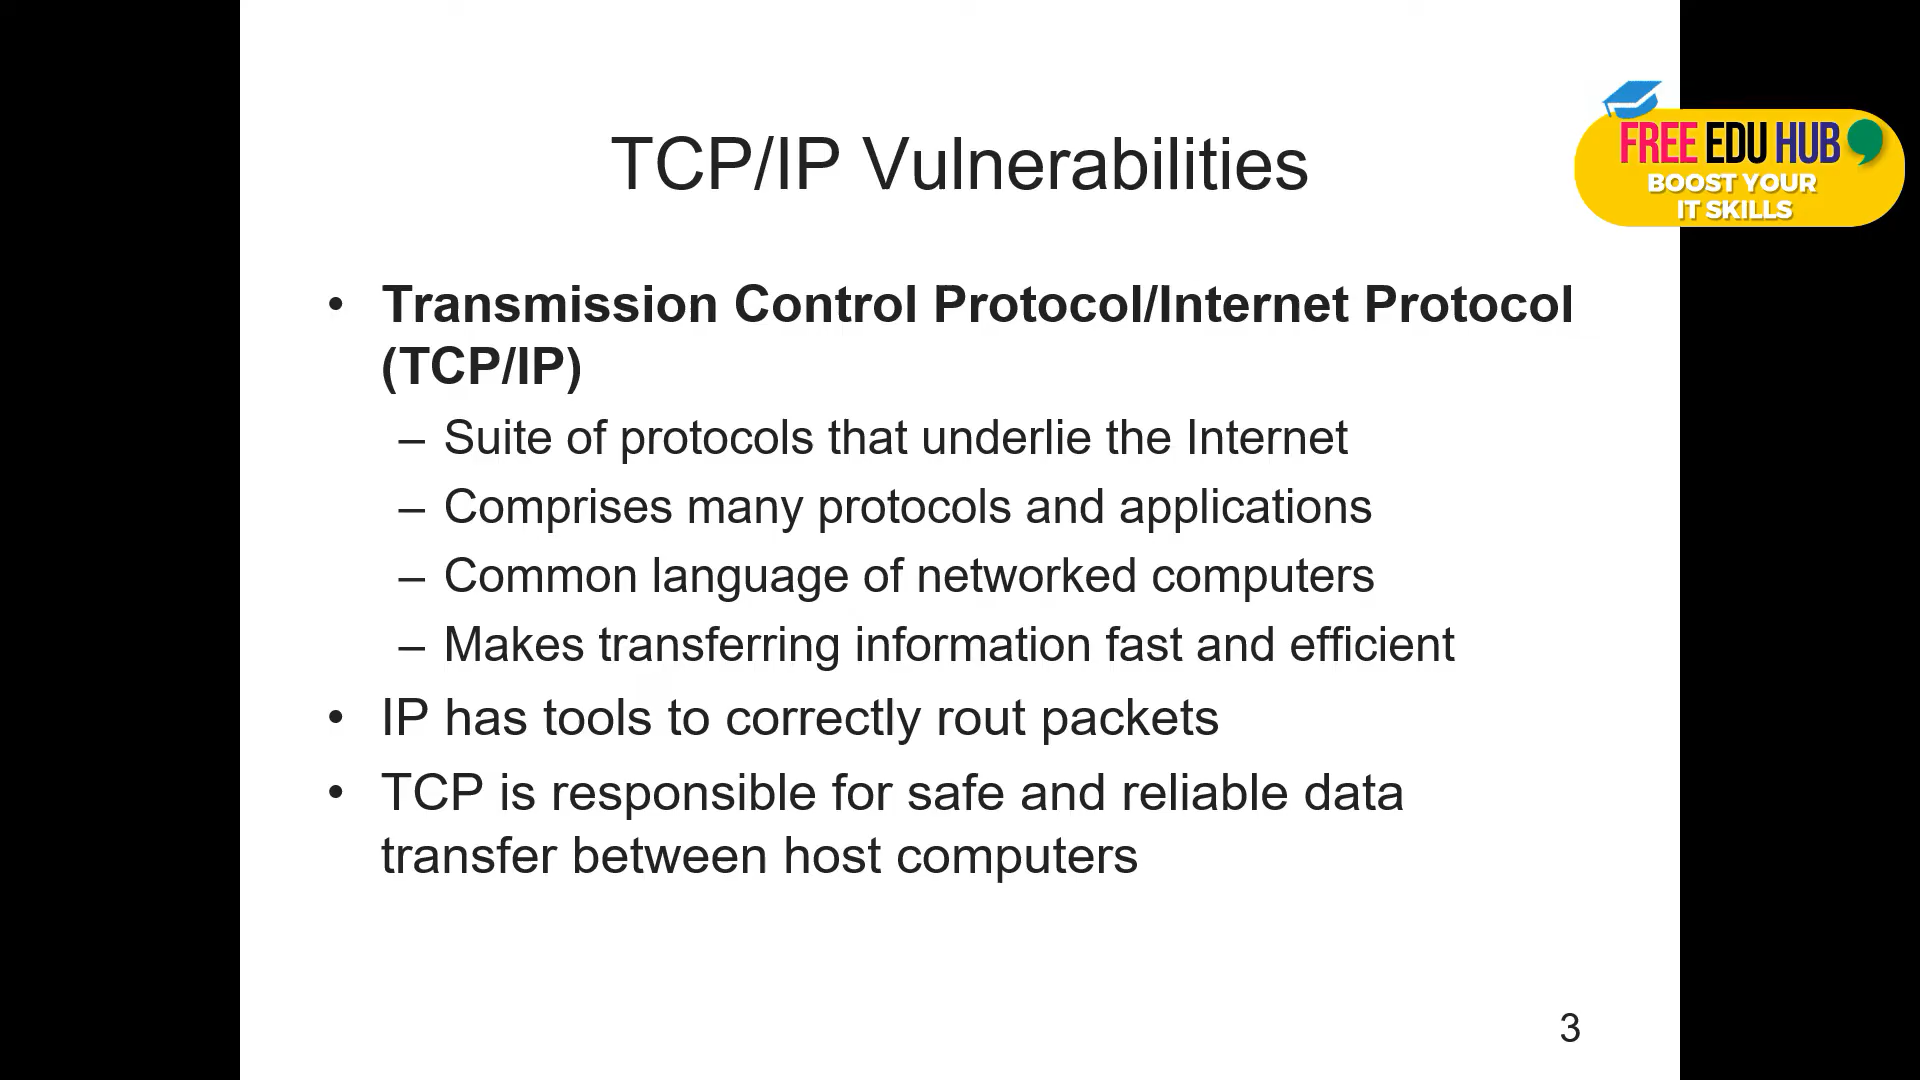 TCP/IP Vulnerabilities
FREE EDU HUB
BOOST YOUR
IT SKILLS
• Transmission Control Protocol/Internet Protocol
(TCP/IP)
– Suite of protocols that underlie the Internet
– Comprises many protocols and applications
– Common language of networked computers
– Makes transferring information fast and efficient
• IP has tools to correctly rout packets
• TCP is responsible for safe and reliable data
transfer between host computers
3